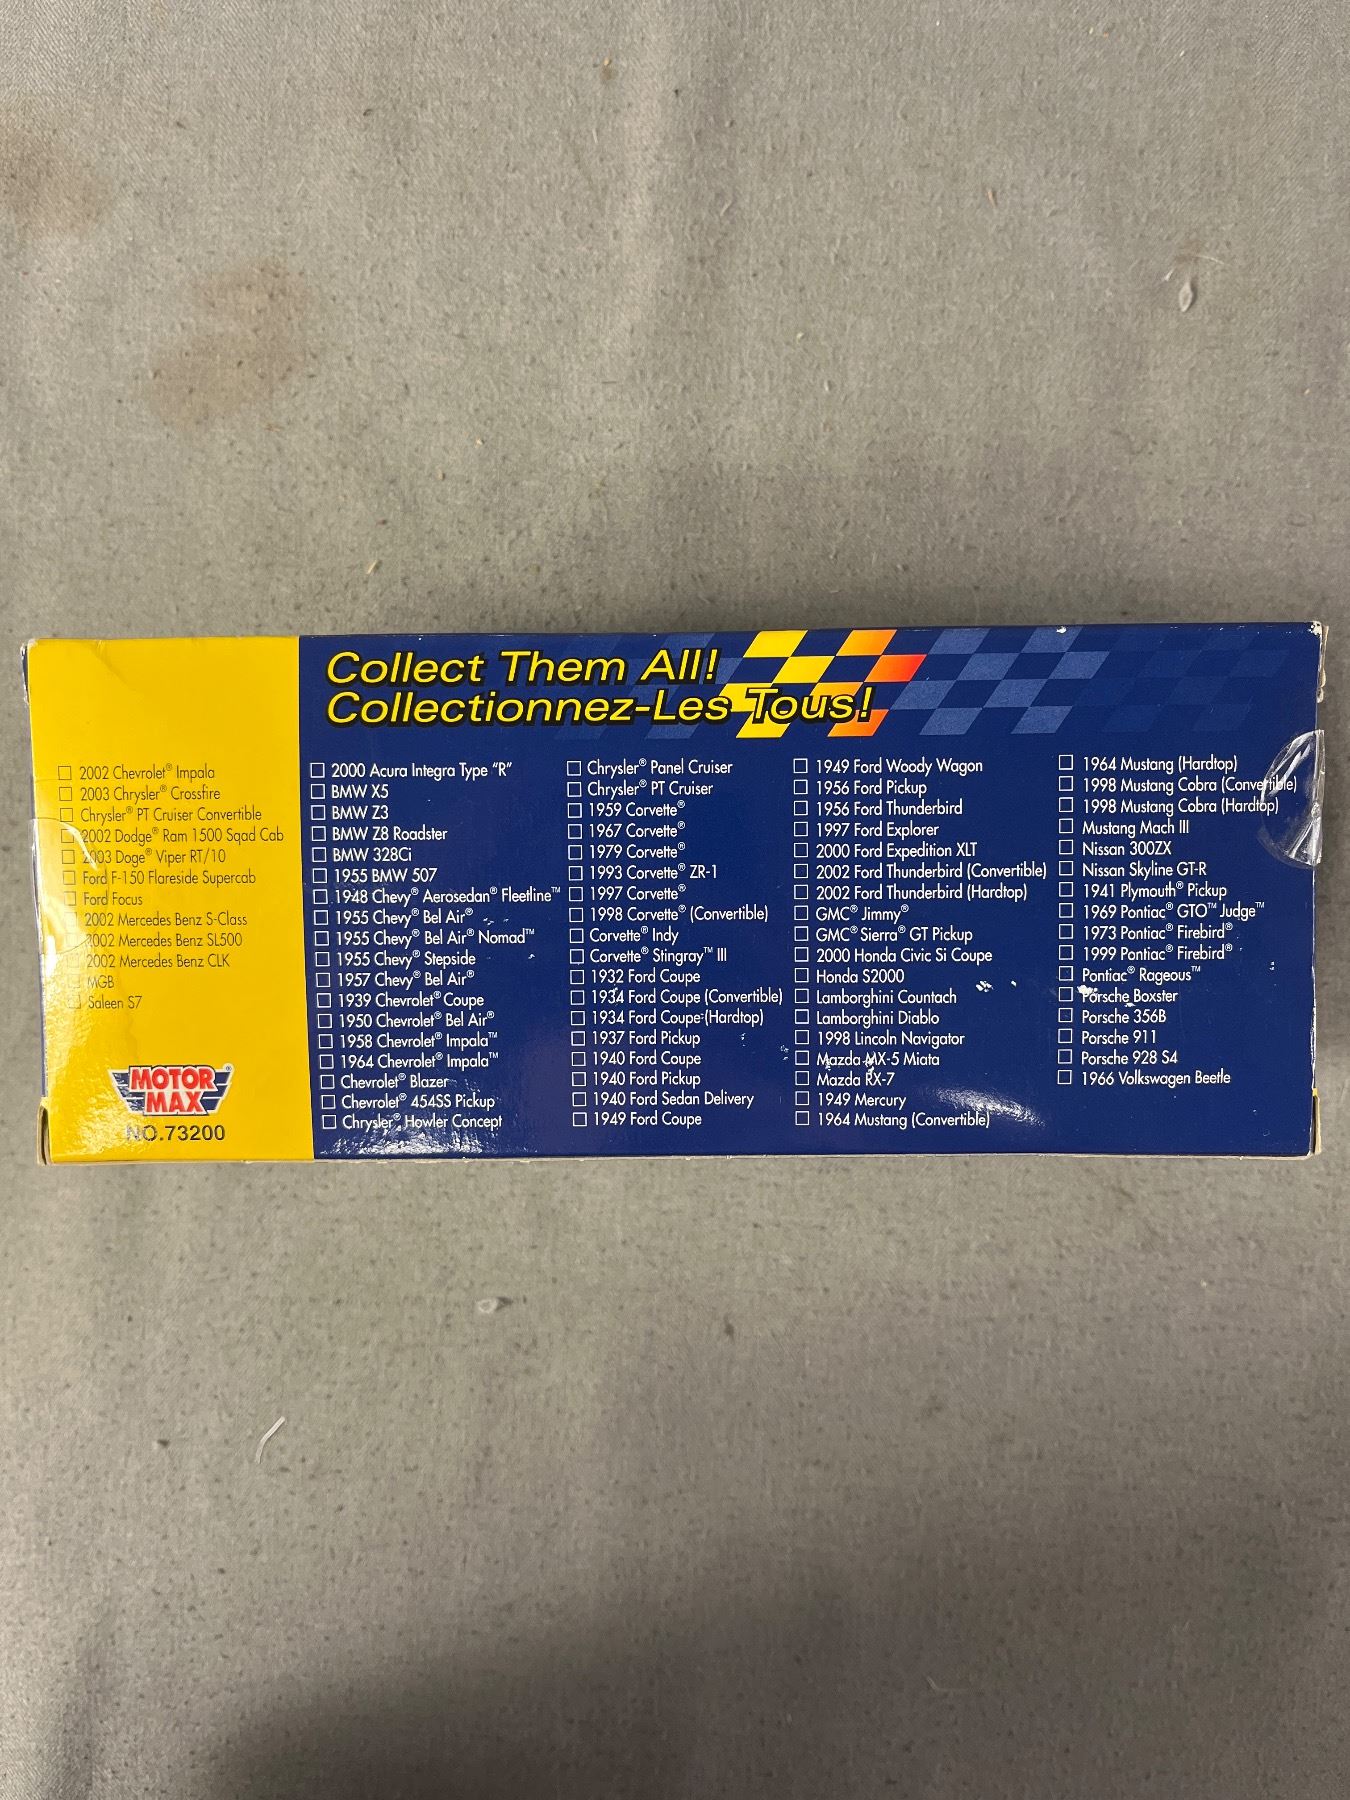 Collect Them All!
Collectionnez-Les Tous!
☐ 2002 Chevrolet® Impala
☐ 2003 Chrysler® Crossfire
☐ Chrysler® PT Cruiser Convertible
☐ 2002 Dodge® Ram 1500 Sqad Cab
☐ 2003 Doge® Viper RT/10
☐ Ford F-150 Flareside Supercab
☐ Ford Focus
☐ 2002 Mercedes Benz S-Class
☐ 2002 Mercedes Benz SL500
☐ 2002 Mercedes Benz CLK
☐ MGB
☐ Saleen S7
MOTOR
MAX®
NO.73200
☐ 2000 Acura Integra Type "R"
☐ BMW X5
☐ BMW Z3
☐ BMW Z8 Roadster
☐ BMW 328Ci
☐ 1955 BMW 507
☐ 1948 Chevy® Aerosedan® Fleetline™
☐ 1955 Chevy® Bel Air®
☐ 1955 Chevy® Bel Air® Nomad™
☐ 1955 Chevy® Stepside
☐ 1957 Chevy® Bel Air®
☐ 1939 Chevrolet® Coupe
☐ 1950 Chevrolet® Bel Air®
☐ 1958 Chevrolet® Impala™
☐ 1964 Chevrolet® Impala™
☐ Chevrolet® Blazer
☐ Chevrolet® 454SS Pickup
☐ Chrysler® Howler Concept
☐ Chrysler® Panel Cruiser
☐ Chrysler® PT Cruiser
☐ 1959 Corvette®
☐ 1967 Corvette®
☐ 1979 Corvette®
☐ 1993 Corvette® ZR-1
☐ 1997 Corvette®
☐ 1998 Corvette® (Convertible)
☐ Corvette® Indy
☐ Corvette® Stingray™ III
☐ 1932 Ford Coupe
☐ 1934 Ford Coupe (Convertible)
☐ 1934 Ford Coupe (Hardtop)
☐ 1937 Ford Pickup
☐ 1940 Ford Coupe
☐ 1940 Ford Pickup
☐ 1940 Ford Sedan Delivery
☐ 1949 Ford Coupe
☐ 1949 Ford Woody Wagon
☐ 1956 Ford Pickup
☐ 1956 Ford Thunderbird
☐ 1997 Ford Explorer
☐ 2000 Ford Expedition XLT
☐ 2002 Ford Thunderbird (Convertible)
☐ 2002 Ford Thunderbird (Hardtop)
☐ GMC® Jimmy®
☐ GMC® Sierra® GT Pickup
☐ 2000 Honda Civic Si Coupe
☐ Honda S2000
☐ Lamborghini Countach
☐ Lamborghini Diablo
☐ 1998 Lincoln Navigator
☐ Mazda MX-5 Miata
☐ Mazda RX-7
☐ 1949 Mercury
☐ 1964 Mustang (Convertible)
☐ 1964 Mustang (Hardtop)
☐ 1998 Mustang Cobra (Convertible)
☐ 1998 Mustang Cobra (Hardtop)
☐ Mustang Mach III
☐ Nissan 300ZX
☐ Nissan Skyline GT-R
☐ 1941 Plymouth® Pickup
☐ 1969 Pontiac® GTO™ Judge™
☐ 1973 Pontiac® Firebird®
☐ 1999 Pontiac® Firebird®
☐ Pontiac® Rageous™
☐ Porsche Boxster
☐ Porsche 356B
☐ Porsche 911
☐ Porsche 928 S4
☐ 1966 Volkswagen Beetle